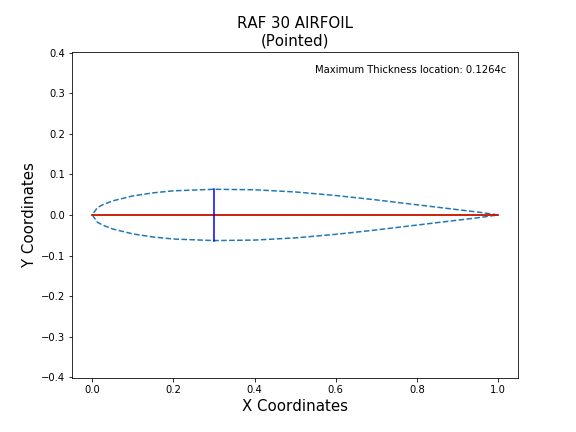 RAF 30 AIRFOIL
(Pointed)
Maximum Thickness location: 0.1264c
Y Coordinates
0.4
0.3
0.2
0.1
0.0
−0.1
−0.2
−0.3
−0.4
0.0 0.2 0.4 0.6 0.8 1.0
X Coordinates